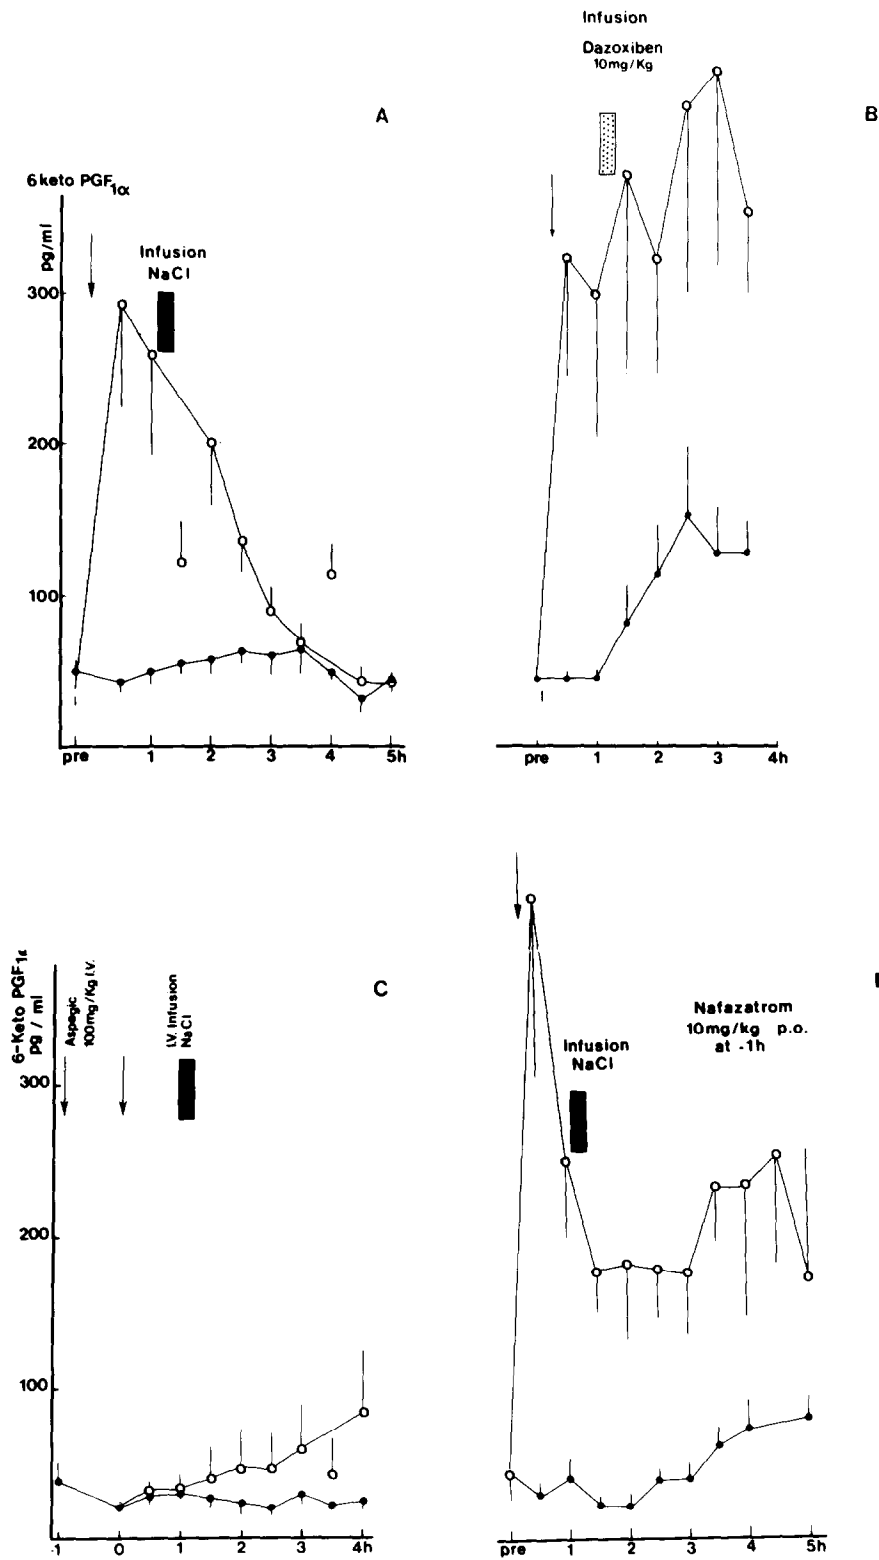 A
6keto PGF1α
pg/ml
Infusion
NaCl
300
200
100
pre 1 2 3 4 5h
Infusion
Dazoxiben
10mg/Kg
B
pre 1 2 3 4h
6-Keto PGF1α
pg / ml
Aspegic
100mg/Kg I.V.
I.V. Infusion
NaCl
C
300
200
100
-1 0 1 2 3 4h
Infusion
NaCl
Nafazatrom
10mg/kg p.o.
at -1h
pre 1 2 3 4 5h